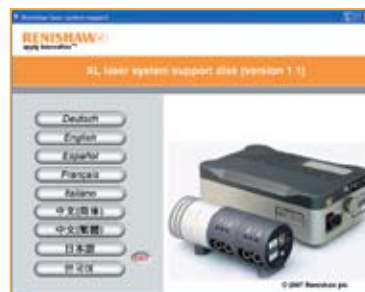 Renishaw laser system support
RENISHAW
apply innovation™
XL laser system support disk (version 1.1)
Deutsch
English
Español
Français
Italiano
中文(简体)
中文(繁體)
日本語
한국어
© 2007 Renishaw plc